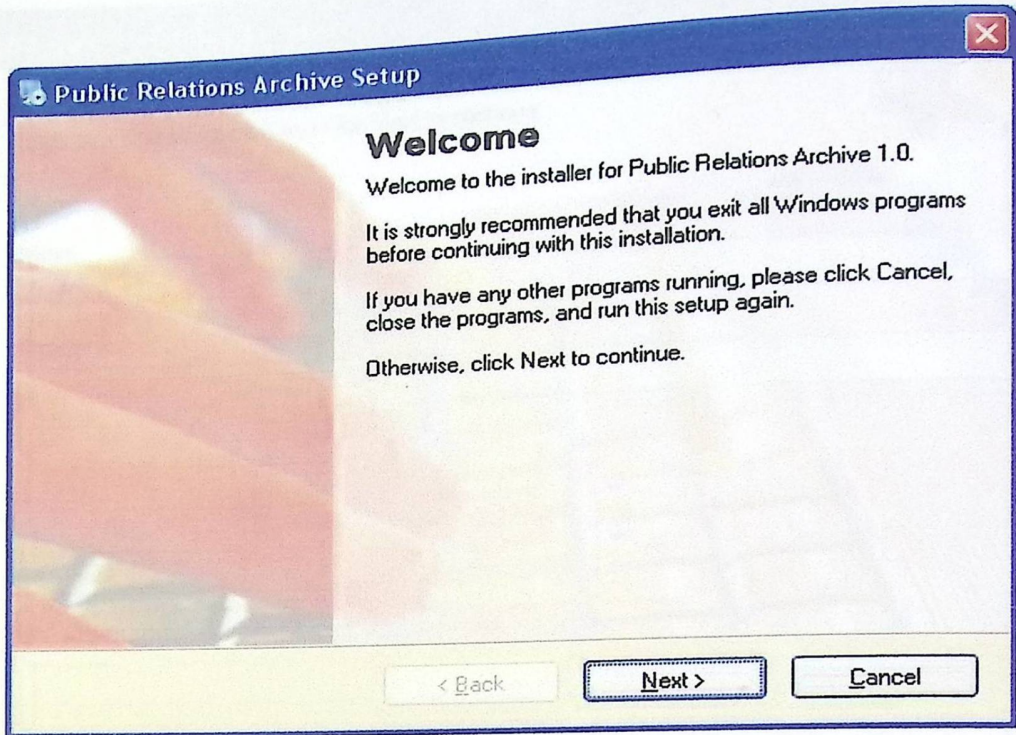 Public Relations Archive Setup
Welcome
Welcome to the installer for Public Relations Archive 1.0.
It is strongly recommended that you exit all Windows programs
before continuing with this installation.
If you have any other programs running, please click Cancel,
close the programs, and run this setup again.
Otherwise, click Next to continue.
< Back
Next >
Cancel